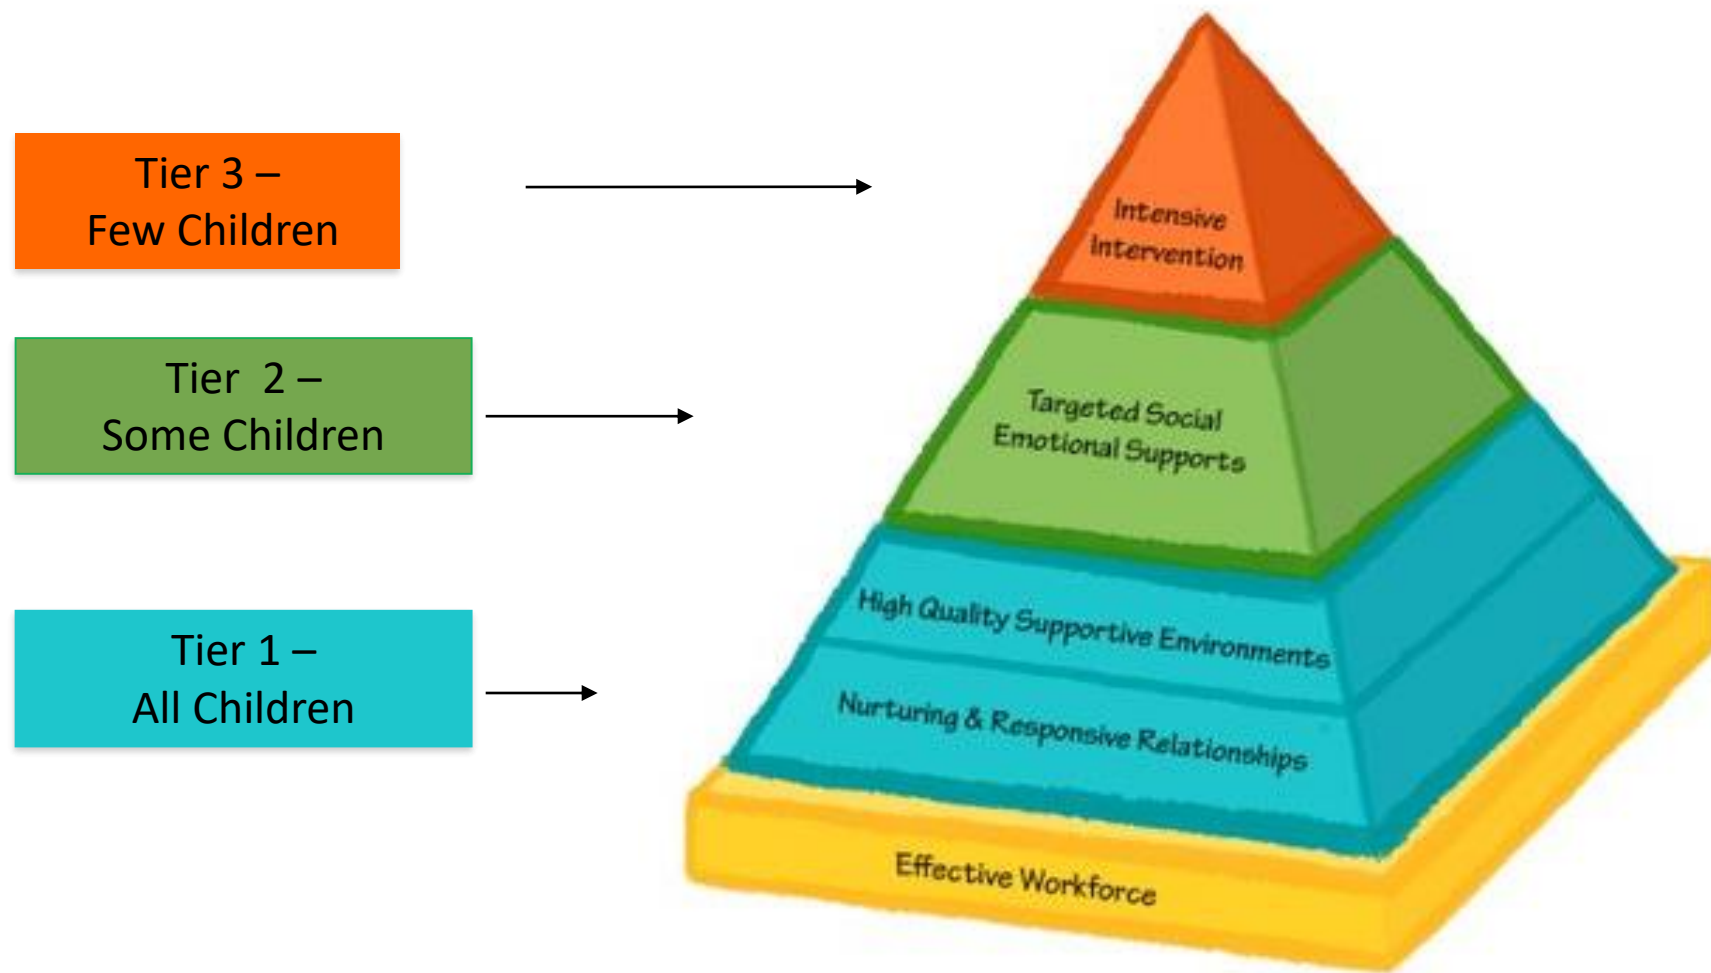 Tier 3 –
Few Children
Intensive
Intervention
Tier 2 –
Some Children
Targeted Social
Emotional Supports
Tier 1 –
All Children
High Quality Supportive Environments
Nurturing & Responsive Relationships
Effective Workforce